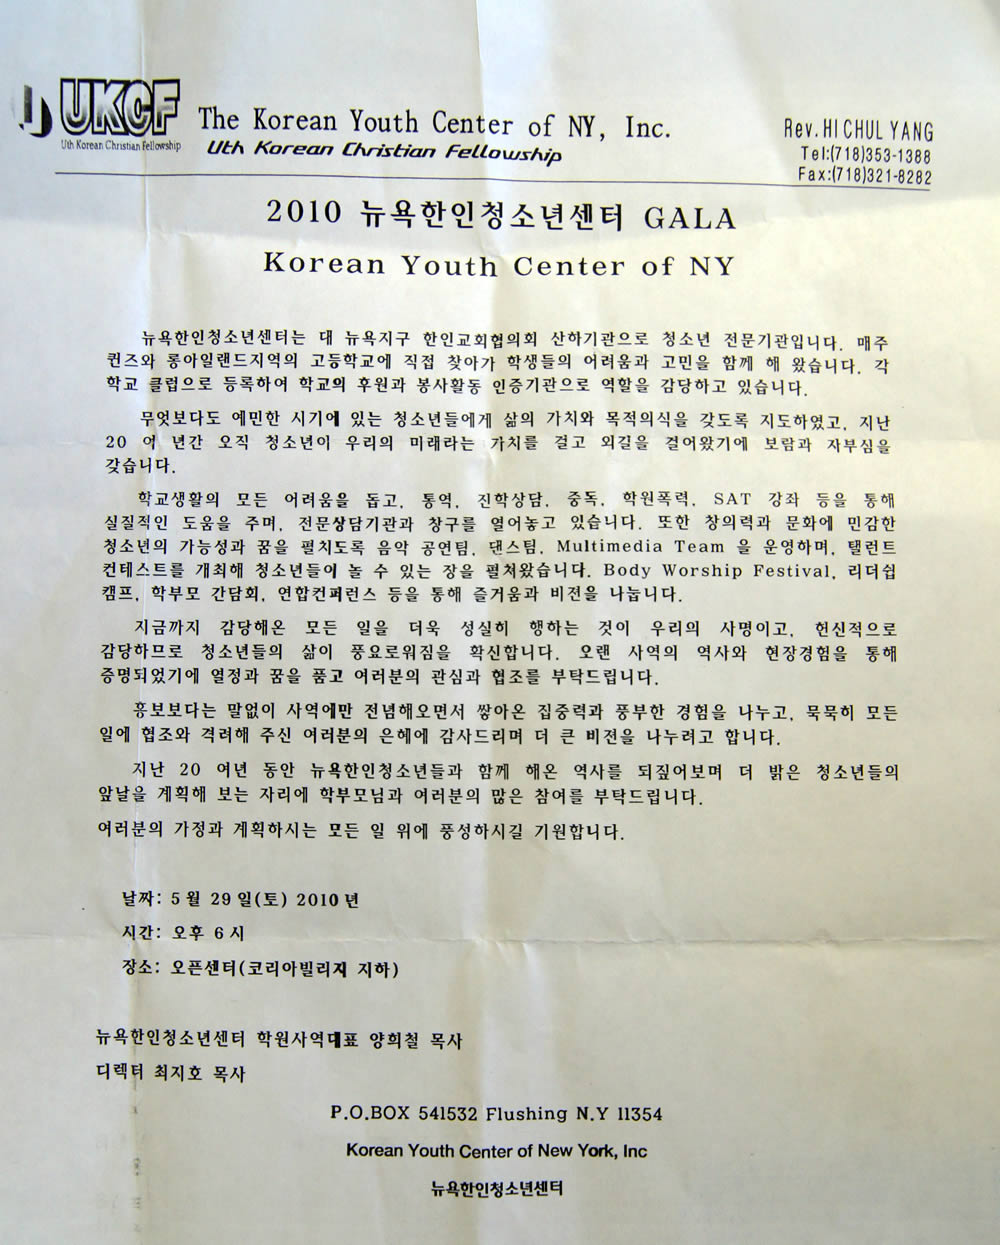 UKCF
Uth Korean Christian Fellowship
The Korean Youth Center of NY, Inc.
Uth Korean Christian Fellowship
Rev. HI CHUL YANG
Tel:(718)353-1388
Fax:(718)321-8282
2010 뉴욕한인청소년센터 GALA
Korean Youth Center of NY
뉴욕한인청소년센터는 대 뉴욕지구 한인교회협의회 산하기관으로 청소년 전문기관입니다. 매주
퀸즈와 롱아일랜드지역의 고등학교에 직접 찾아가 학생들의 어려움과 고민을 함께 해 왔습니다. 각
학교 클럽으로 등록하여 학교의 후원과 봉사활동 인증기관으로 역할을 감당하고 있습니다.
무엇보다도 예민한 시기에 있는 청소년들에게 삶의 가치와 목적의식을 갖도록 지도하였고, 지난
20 여 년간 오직 청소년이 우리의 미래라는 가치를 걸고 외길을 걸어왔기에 보람과 자부심을
갖습니다.
학교생활의 모든 어려움을 돕고, 통역, 진학상담, 중독, 학원폭력, SAT 강좌 등을 통해
실질적인 도움을 주며, 전문상담기관과 창구를 열어놓고 있습니다. 또한 창의력과 문화에 민감한
청소년의 가능성과 꿈을 펼치도록 음악 공연팀, 댄스팀, Multimedia Team 을 운영하며, 탤런트
컨테스트를 개최해 청소년들이 놀 수 있는 장을 펼쳐왔습니다. Body Worship Festival, 리더쉽
캠프, 학부모 간담회, 연합컨퍼런스 등을 통해 즐거움과 비전을 나눕니다.
지금까지 감당해온 모든 일을 더욱 성실히 행하는 것이 우리의 사명이고, 헌신적으로
감당하므로 청소년들의 삶이 풍요로워짐을 확신합니다. 오랜 사역의 역사와 현장경험을 통해
증명되었기에 열정과 꿈을 품고 여러분의 관심과 협조를 부탁드립니다.
홍보보다는 말없이 사역에만 전념해오면서 쌓아온 집중력과 풍부한 경험을 나누고, 묵묵히 모든
일에 협조와 격려해 주신 여러분의 은혜에 감사드리며 더 큰 비전을 나누려고 합니다.
지난 20 여년 동안 뉴욕한인청소년들과 함께 해온 역사를 되짚어보며 더 밝은 청소년들의
앞날을 계획해 보는 자리에 학부모님과 여러분의 많은 참여를 부탁드립니다.
여러분의 가정과 계획하시는 모든 일 위에 풍성하시길 기원합니다.
날짜: 5 월 29 일(토) 2010 년
시간: 오후 6 시
장소: 오픈센터(코리아빌리지 지하)
뉴욕한인청소년센터 학원사역대표 양희철 목사
디렉터 최지호 목사
P.O.BOX 541532 Flushing N.Y 11354
Korean Youth Center of New York, Inc
뉴욕한인청소년센터